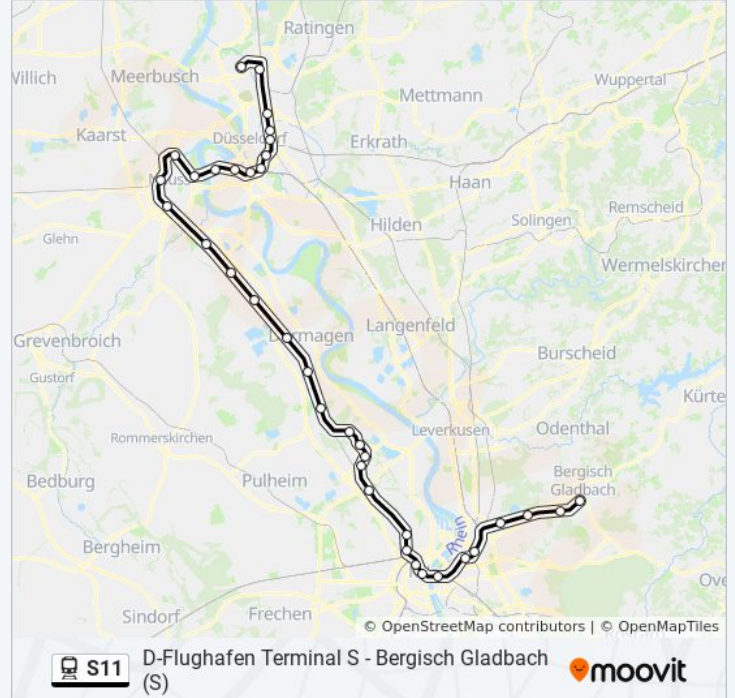 Ratingen
Willich
Meerbusch
Wuppertal
Mettmann
Kaarst
Düsseldorf
Erkrath
Haan
Remscheid
Solingen
Hilden
Glehn
Wermelskirchen
Langenfeld
Dormagen
Grevenbroich
Burscheid
Gustorf
Kürte
Leverkusen
Odenthal
Rommerskirchen
Bergisch
Gladbach
Bedburg
Pulheim
Rhein
Bergheim
Ove
Sindorf
Frechen
© OpenStreetMap contributors | © OpenMapTiles
S11
D-Flughafen Terminal S - Bergisch Gladbach
(S)
moovit